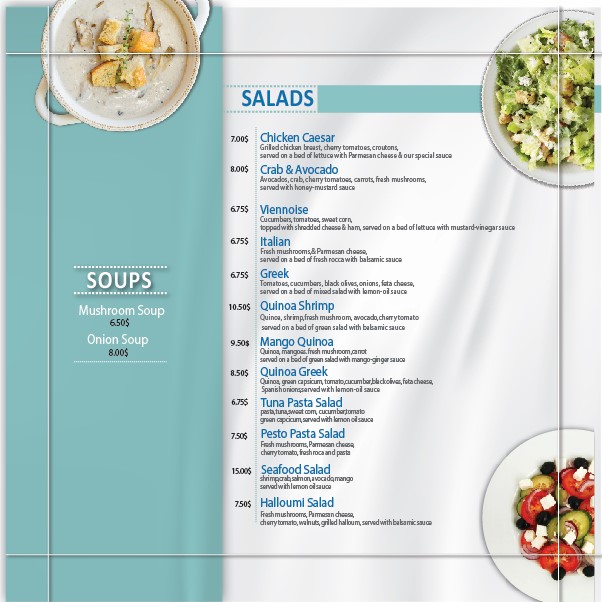 SOUPS
Mushroom Soup
6.50$
Onion Soup
8.00$
SALADS
7.00$ Chicken Caesar
Grilled chicken breast, cherry tomatoes, croutons,
served on a bed of lettuce with Parmesan cheese & our special sauce
8.00$ Crab & Avocado
Avocados, crab, cherry tomatoes, carrots, fresh mushrooms,
served with honey-mustard sauce
6.75$ Viennoise
Cucumbers, tomatoes, sweet corn,
topped with shredded cheese & ham, served on a bed of lettuce with mustard-vinegar sauce
6.75$ Italian
Fresh mushrooms,& Parmesan cheese,
served on a bed of fresh rocca with balsamic sauce
6.75$ Greek
Tomatoes, cucumbers, black olives, onions, feta cheese,
served on a bed of mixed salad with lemon-oil sauce
10.50$ Quinoa Shrimp
Quinoa, shrimp,fresh mushroom, avocado,cherry tomato
served on a bed of green salad with balsamic sauce
9.50$ Mango Quinoa
Quinoa, mangoes.fresh mushroom,carrot
served on a bed of green salad with mango-ginger sauce
8.50$ Quinoa Greek
Quinoa, green capsicum, tomato,cucumber,black olives, feta cheese,
Spanish onions,served with lemon-oil sauce
6.75$ Tuna Pasta Salad
pasta,tuna,sweet corn, cucumber,tomato
green capcicum,served with lemon oil sauce
7.50$ Pesto Pasta Salad
Fresh mushrooms, Parmesan cheese,
cherry tomato, fresh roca and pasta
15.00$ Seafood Salad
shrimp,crab,salmon,avocado,mango
served with lemon oil sauce
7.50$ Halloumi Salad
Fresh mushrooms, Parmesan cheese,
cherry tomato, walnuts, grilled halloum, served with balsamic sauce